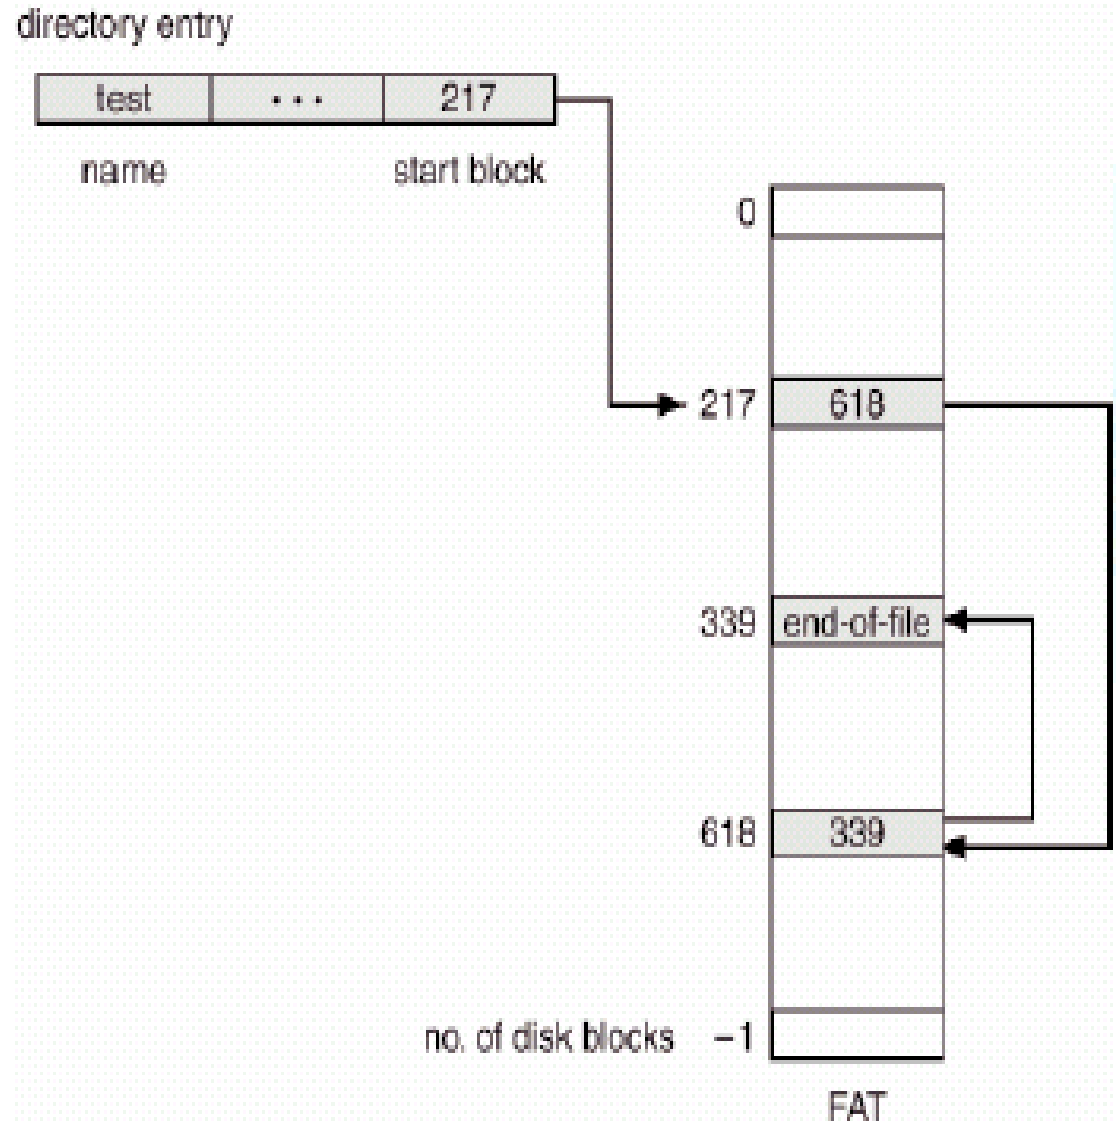 directory entry
test ... 217
name start block
0
217 618
339 end-of-file
618 339
no. of disk blocks –1
FAT